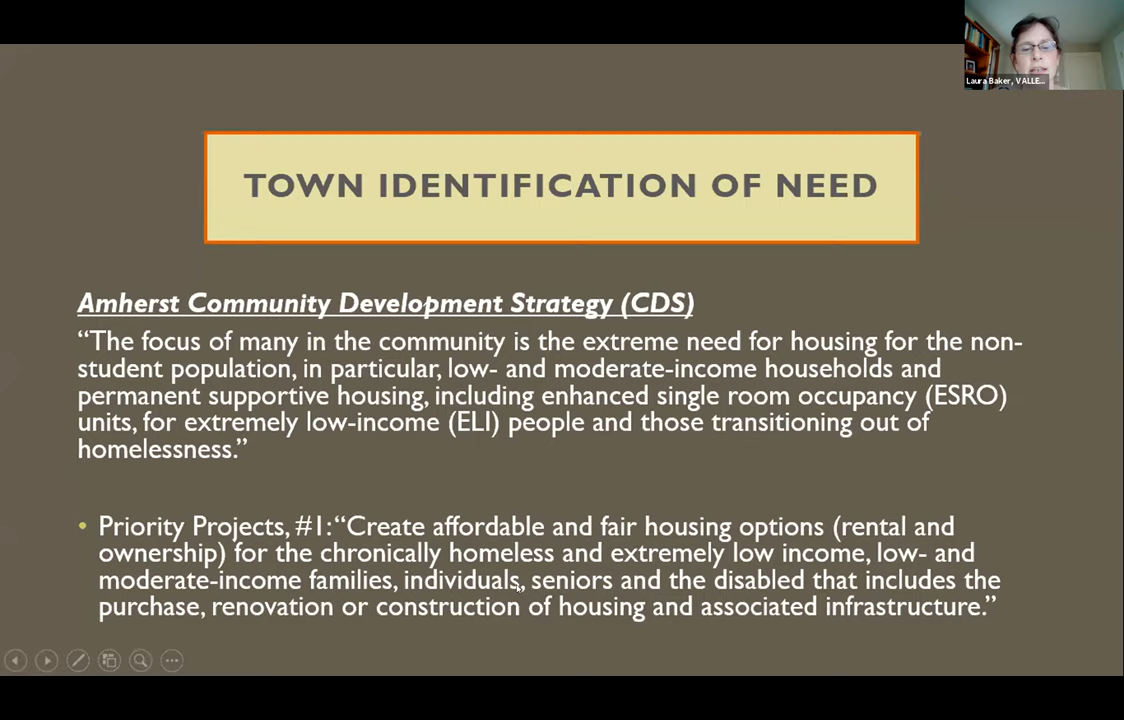 Laura Baker, VALLE...
TOWN IDENTIFICATION OF NEED
Amherst Community Development Strategy (CDS)
“The focus of many in the community is the extreme need for housing for the non-
student population, in particular, low- and moderate-income households and
permanent supportive housing, including enhanced single room occupancy (ESRO)
units, for extremely low-income (ELI) people and those transitioning out of
homelessness.”
• Priority Projects, #1: “Create affordable and fair housing options (rental and
ownership) for the chronically homeless and extremely low income, low- and
moderate-income families, individuals, seniors and the disabled that includes the
purchase, renovation or construction of housing and associated infrastructure.”